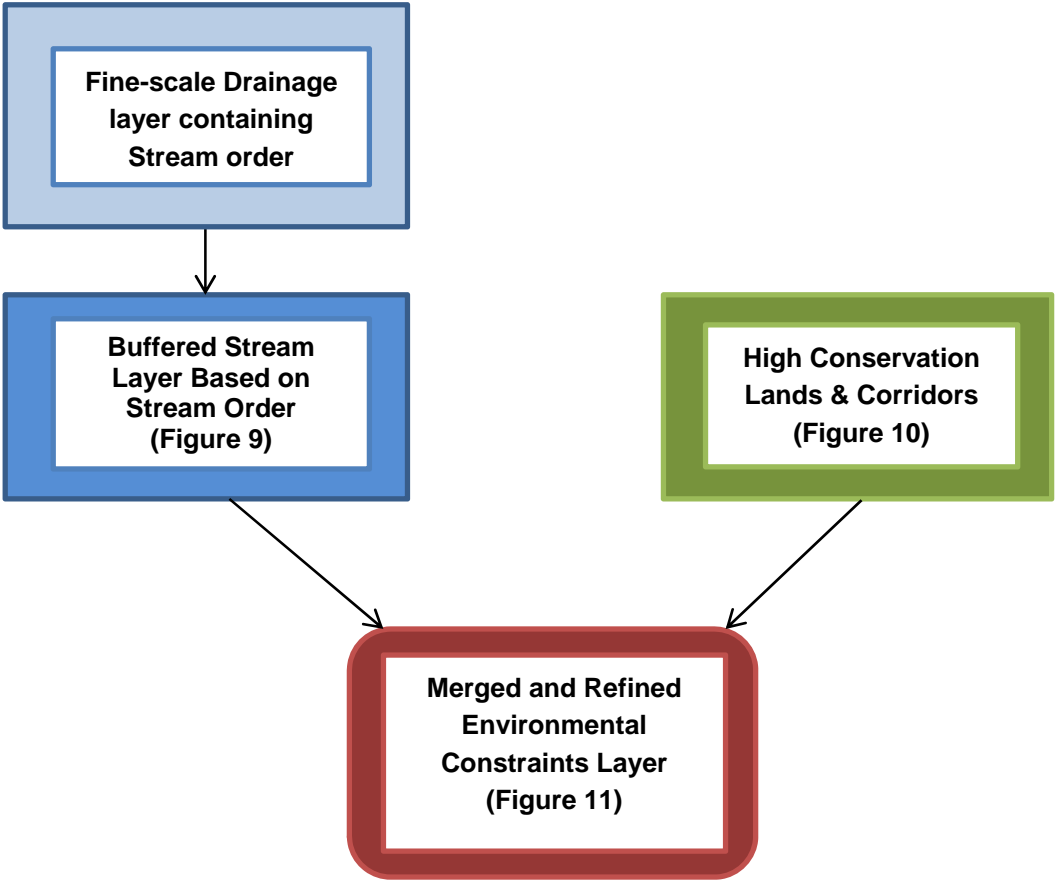 Fine-scale Drainage
layer containing
Stream order
Buffered Stream
Layer Based on
Stream Order
(Figure 9)
High Conservation
Lands & Corridors
(Figure 10)
Merged and Refined
Environmental
Constraints Layer
(Figure 11)